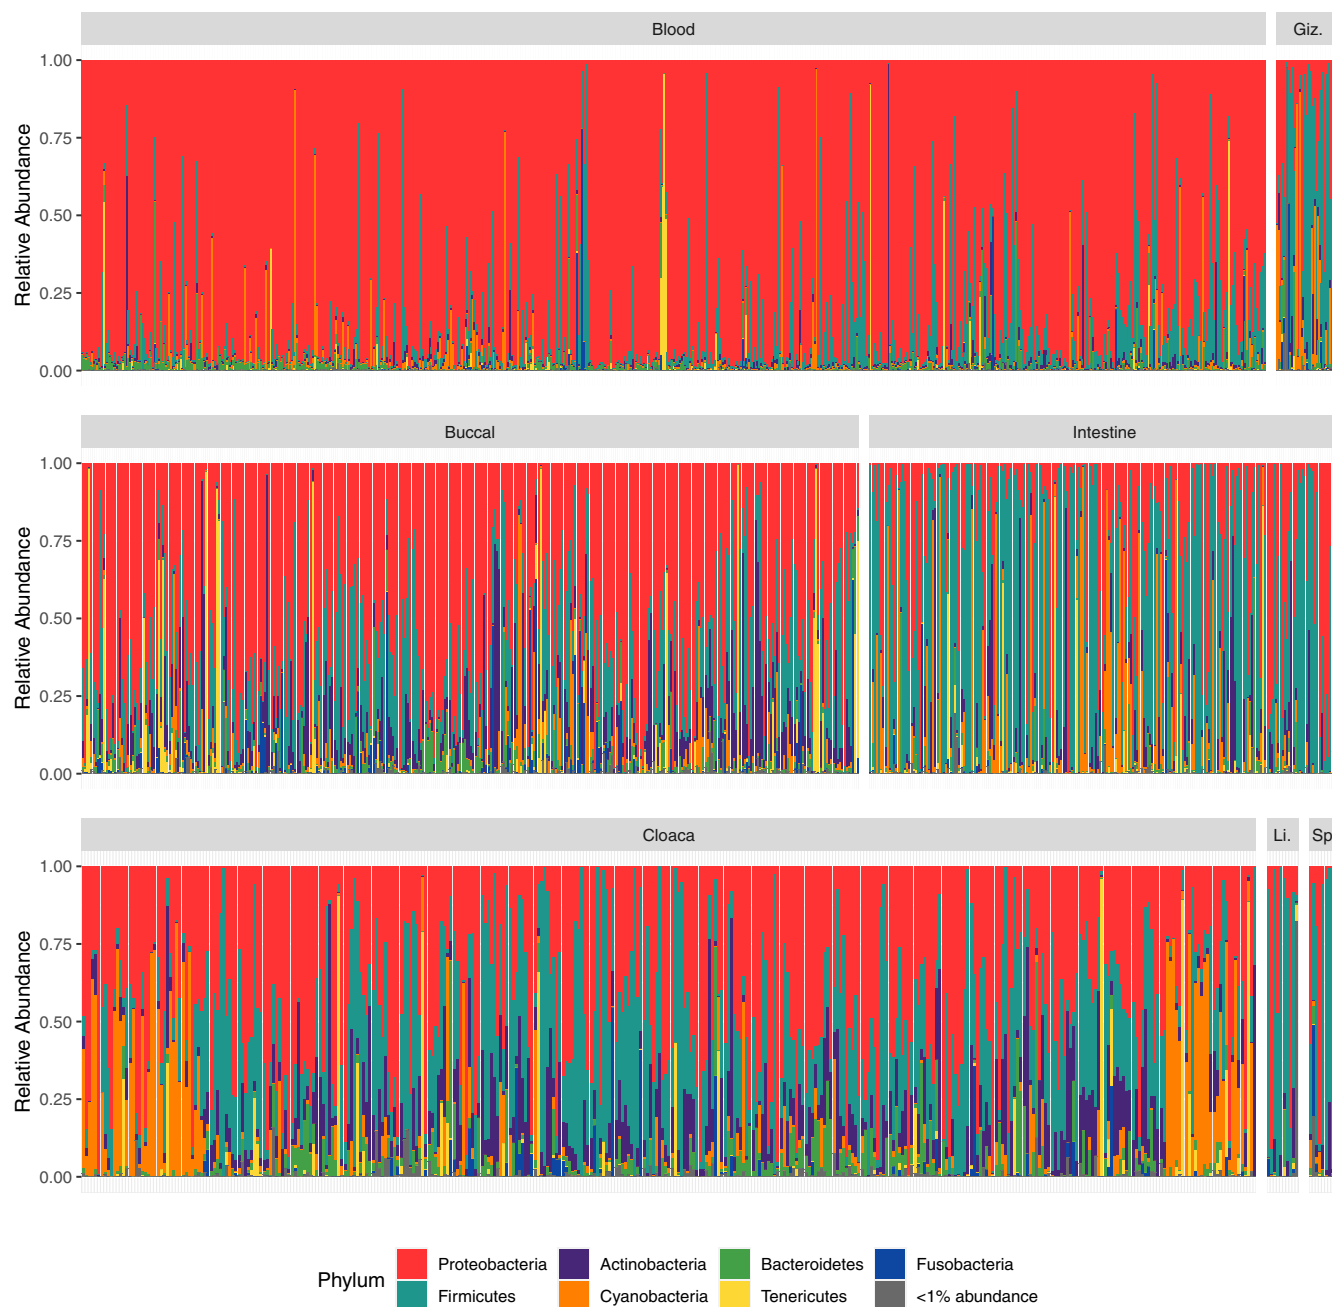 Blood Giz.
1.00
0.75
0.50
0.25
0.00
Relative Abundance
Buccal Intestine
1.00
0.75
0.50
0.25
0.00
Relative Abundance
Cloaca Li. Sp
1.00
0.75
0.50
0.25
0.00
Relative Abundance
Phylum
Proteobacteria Actinobacteria Bacteroidetes Fusobacteria
Firmicutes Cyanobacteria Tenericutes <1% abundance